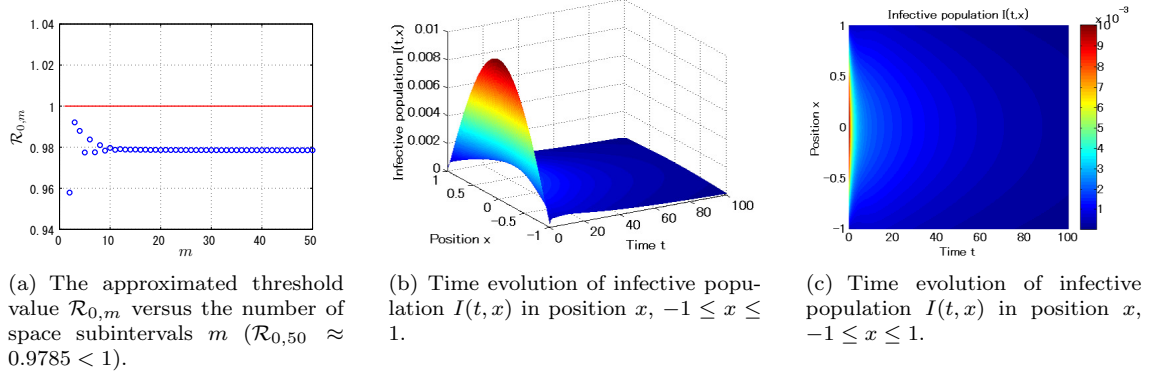 1.04
1.02
1
0.98
0.96
0.94
R0,m
0 10 20 30 40 50
m
0.01
0.008
0.006
0.004
0.002
0
Infective population I(t,x)
1
0.5
0
−0.5
−1
Position x
0 20 40 60 80 100
Time t
Infective population I(t,x)
1
0.5
0
−0.5
−1
Position x
0 20 40 60 80 100
Time t
x 10⁻³
10
9
8
7
6
5
4
3
2
1
(a) The approximated threshold
value R0,m versus the number of
space subintervals m (R0,50 ≈
0.9785 < 1).
(b) Time evolution of infective popu-
lation I(t, x) in position x, −1 ≤ x ≤
1.
(c) Time evolution of infective
population I(t, x) in position x,
−1 ≤ x ≤ 1.